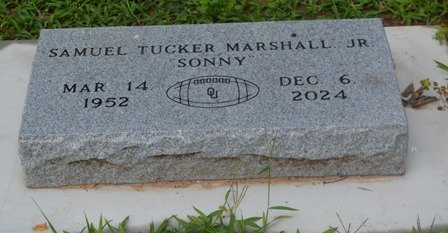 SAMUEL TUCKER MARSHALL JR.
"SONNY"
MAR. 14, DEC. 6,
1952 OU 2024